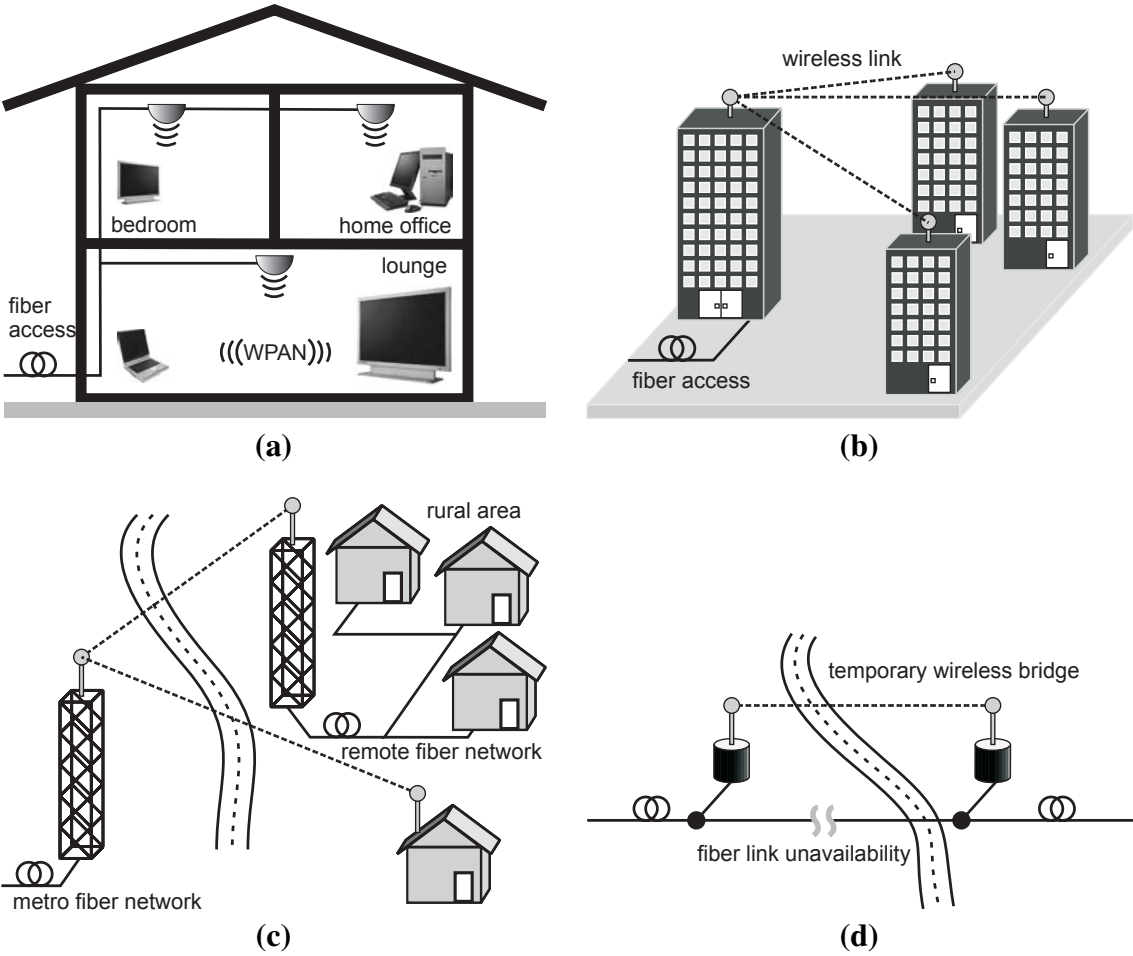 bedroom
home office
lounge
fiber
access
(((WPAN)))
(a)
wireless link
fiber access
(b)
rural area
remote fiber network
metro fiber network
(c)
temporary wireless bridge
fiber link unavailability
(d)